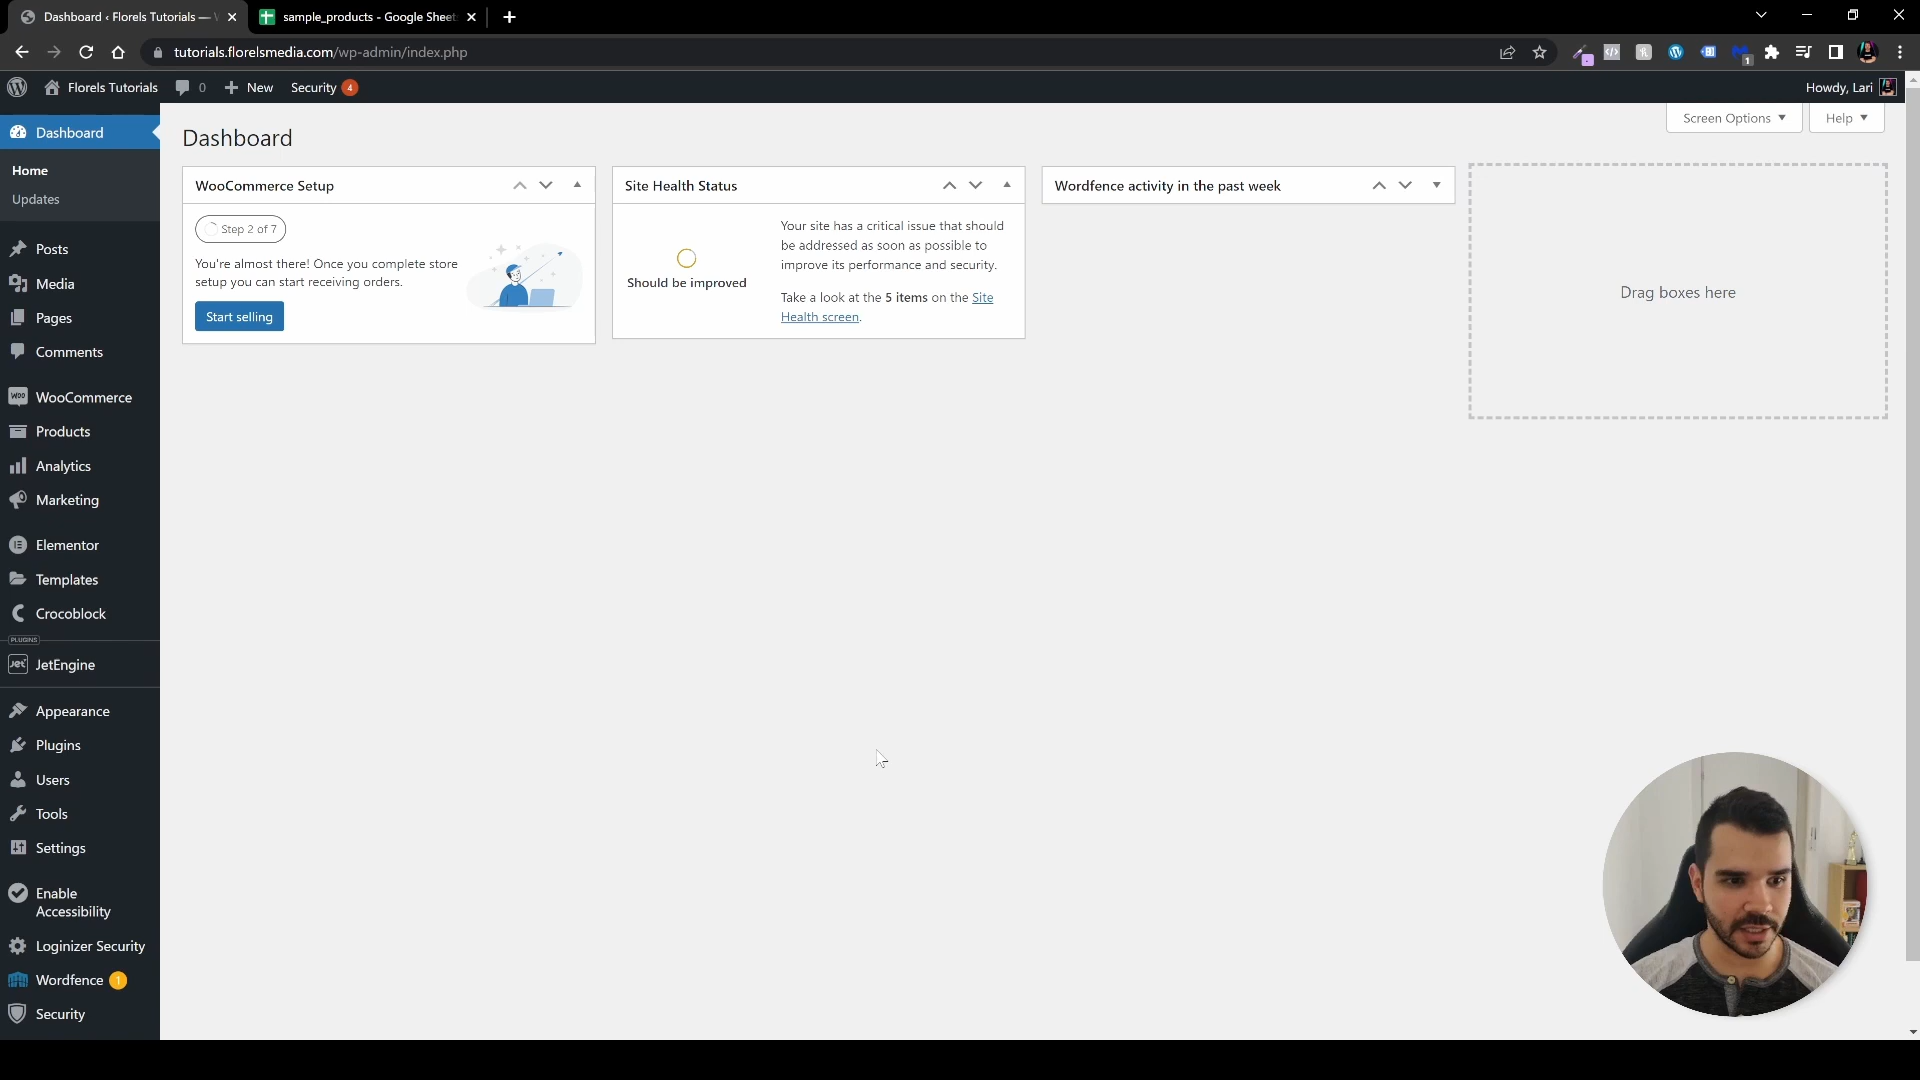 Dashboard ‹ Florels Tutorials — W
sample_products - Google Sheet
tutorials.florelsmedia.com/wp-admin/index.php
1
Florels Tutorials
0
New
Security 4
Howdy, Lari
Screen Options
Help
Dashboard
Home
Updates
Posts
Media
Pages
Comments
WooCommerce
Products
Analytics
Marketing
Elementor
Templates
Crocoblock
PLUGINS
JetEngine
Appearance
Plugins
Users
Tools
Settings
Enable
Accessibility
Loginizer Security
Wordfence 1
Security
Dashboard
WooCommerce Setup
Step 2 of 7
You're almost there! Once you complete store
setup you can start receiving orders.
Start selling
Site Health Status
Should be improved
Your site has a critical issue that should
be addressed as soon as possible to
improve its performance and security.
Take a look at the 5 items on the Site
Health screen.
Wordfence activity in the past week
Drag boxes here